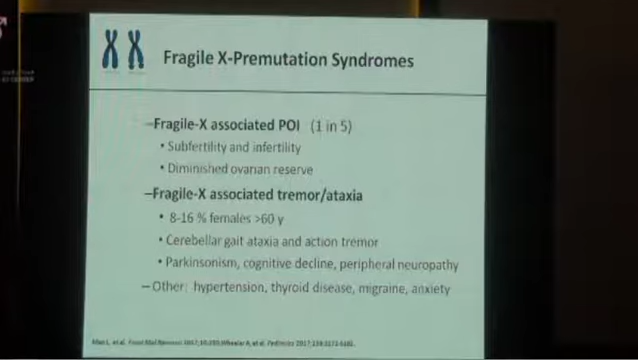 Fragile X-Premutation Syndromes
–Fragile-X associated POI (1 in 5)
• Subfertility and infertility
• Diminished ovarian reserve
–Fragile-X associated tremor/ataxia
• 8-16 % females >60 y
• Cerebellar gait ataxia and action tremor
• Parkinsonism, cognitive decline, peripheral neuropathy
– Other: hypertension, thyroid disease, migraine, anxiety